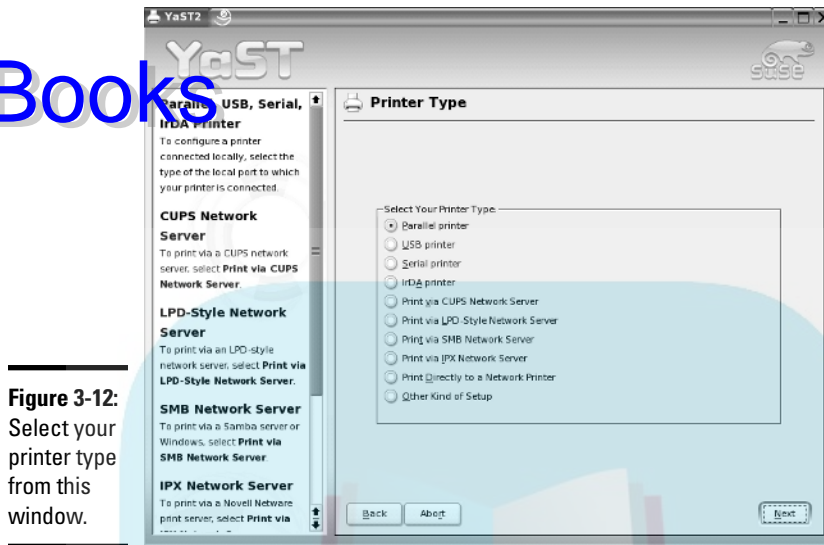 YaST2
YaST
SuSE
Books
Parallel, USB, Serial,
IrDA Printer
To configure a printer
connected locally, select the
type of the local port to which
your printer is connected.
CUPS Network
Server
To print via a CUPS network
server, select Print via CUPS
Network Server.
LPD-Style Network
Server
To print via an LPD-style
network server, select Print via
LPD-Style Network Server.
SMB Network Server
To print via a Samba server or
Windows, select Print via
SMB Network Server.
IPX Network Server
To print via a Novell Netware
print server, select Print via
Printer Type
Select Your Printer Type:
Parallel printer
USB printer
Serial printer
IrDA printer
Print via CUPS Network Server
Print via LPD-Style Network Server
Print via SMB Network Server
Print via IPX Network Server
Print Directly to a Network Printer
Other Kind of Setup
Back
Abort
Next
Figure 3-12:
Select your
printer type
from this
window.